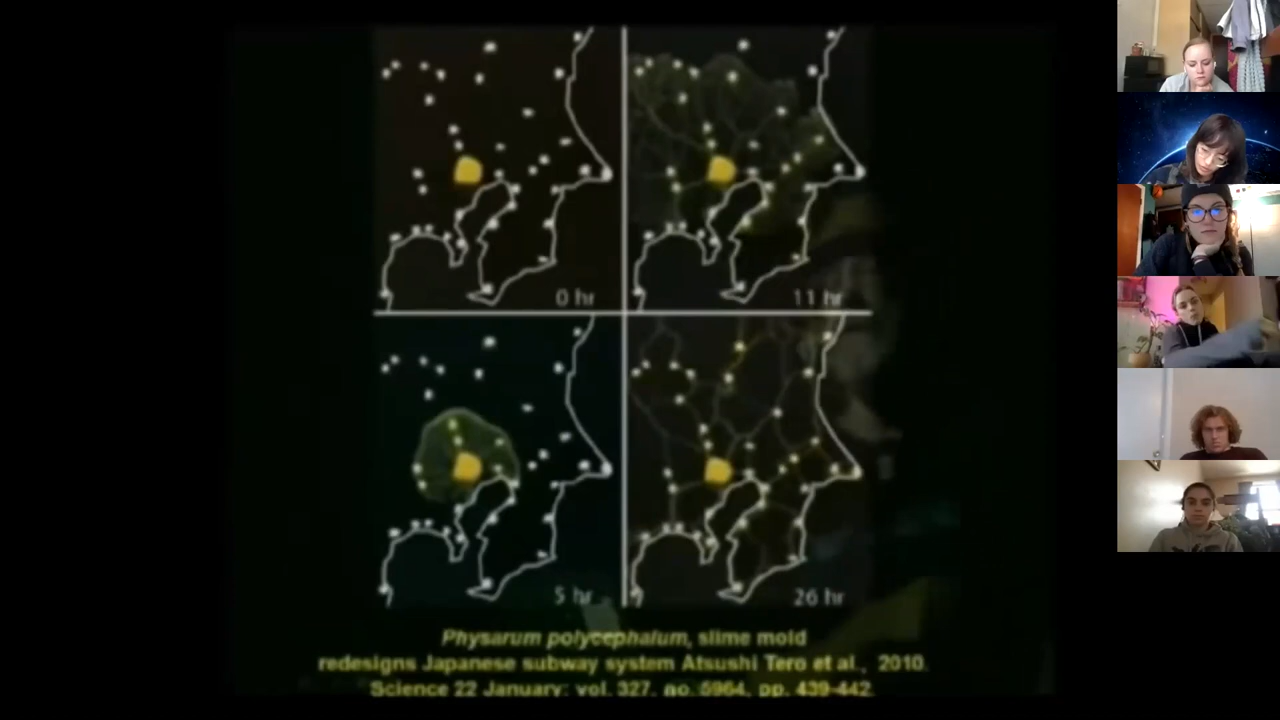 0 hr
11 hr
5 hr
26 hr
Physarum polycephalum, slime mold
redesigns Japanese subway system Atsushi Tero et al., 2010.
Science 22 January: vol. 327. no. 5964, pp. 439-442